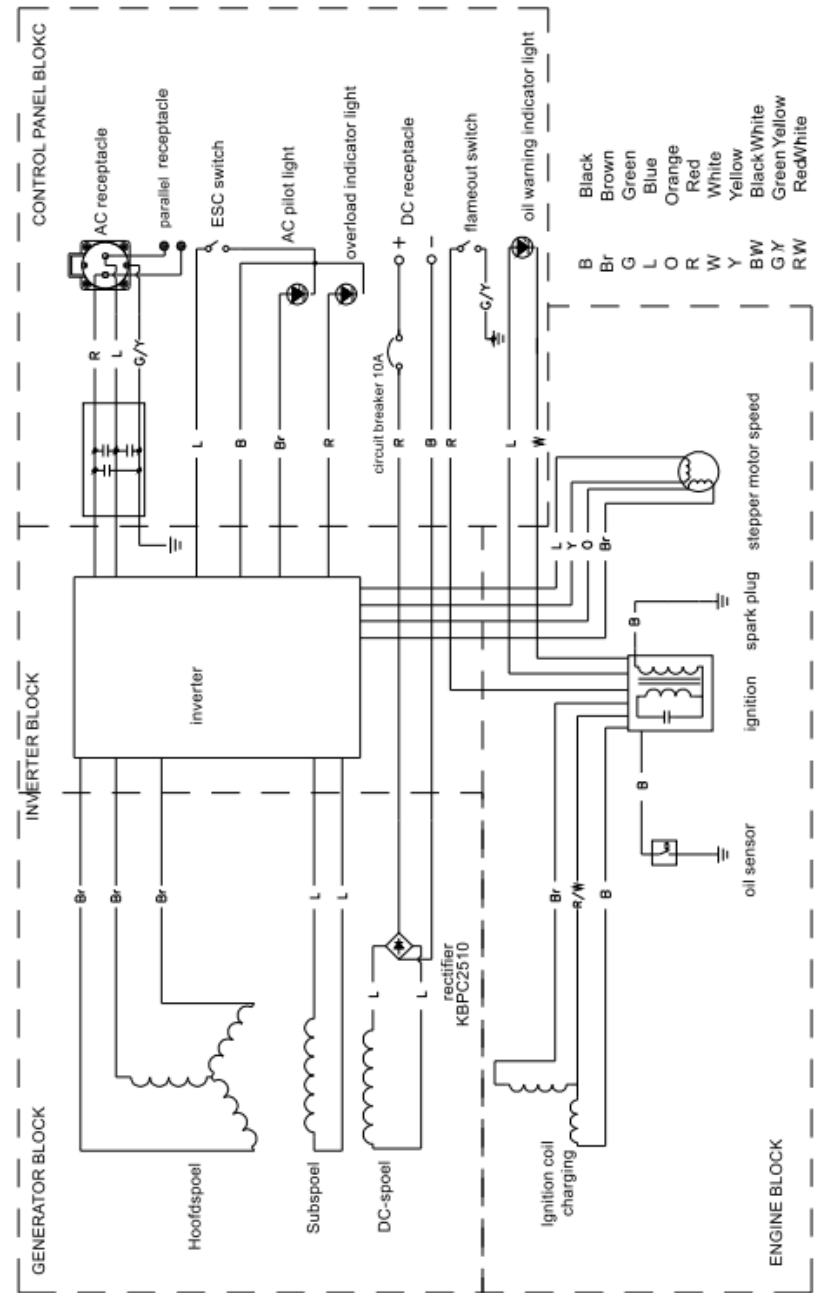 CONTROL PANEL BLOKC
AC receptacle
parallel receptacle
ESC switch
AC pilot light
overload indicator light
DC receptacle
flameout switch
oil warning indicator light
+
-
R
L
G/Y
L
B
Br
R
circuit breaker 10A
R
B
R
G/Y
L
W
B Black
Br Brown
G Green
L Blue
O Orange
R Red
W White
Y Yellow
BW Black White
G.Y Green Yellow
RW Red/White
INVERTER BLOCK
inverter
GENERATOR BLOCK
Br
Br
Br
L
L
L
L
Hoofdspoel
Subspoel
DC-spoel
rectifier
KBPC2510
ENGINE BLOCK
L
Y
O
Br
stepper motor speed
B
spark plug
ignition
B
oil sensor
Br
R/W
B
Ignition coil
charging